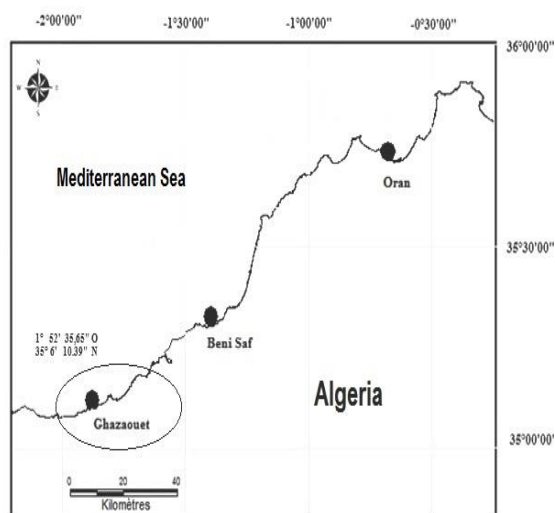 -2°00'00" -1°30'00" -1°00'00" -0°30'00"
36°00'00"
N
W E
S
Mediterranean Sea
Oran
35°30'00"
Beni Saf
1° 52' 35,65" O
35° 6' 10.39" N
Algeria
Ghazaouet
35°00'00"
0 20 40
Kilomètres